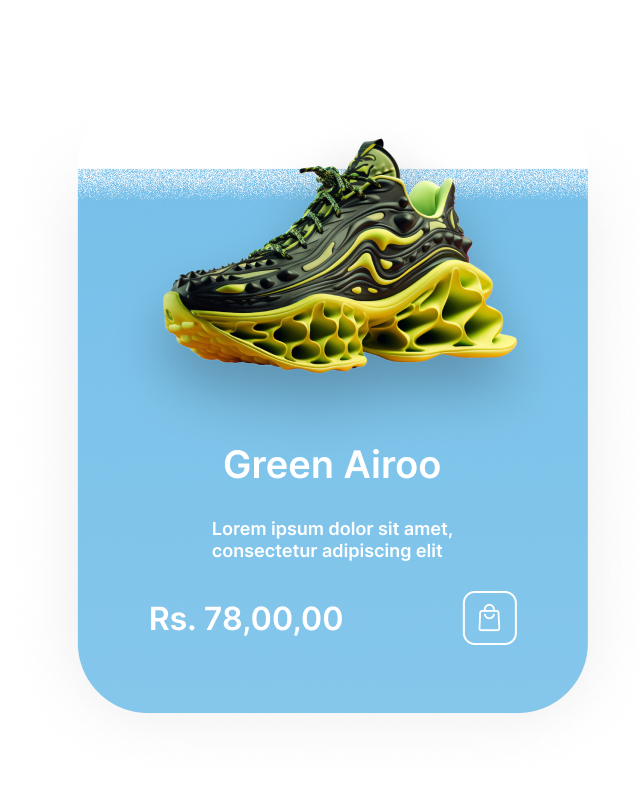 Green Airoo
Lorem ipsum dolor sit amet,
consectetur adipiscing elit
Rs. 78,00,00